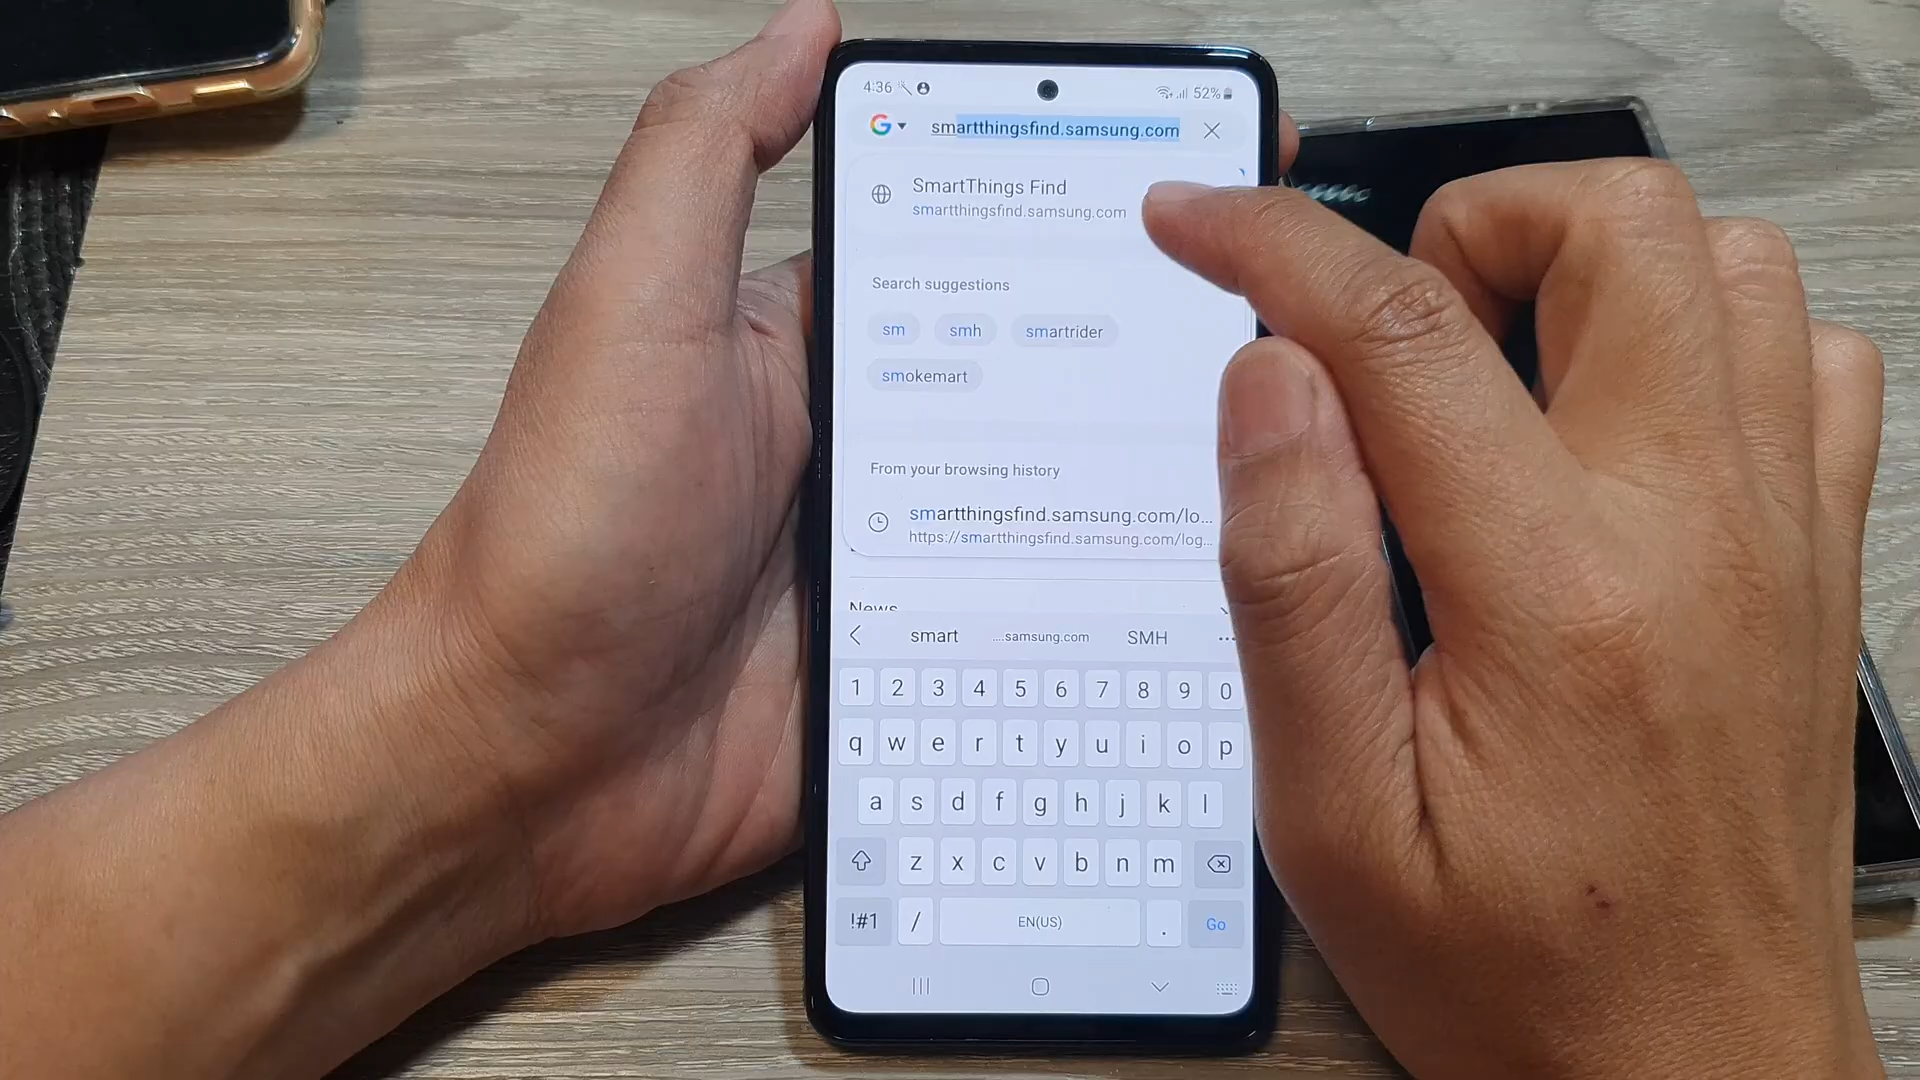 4:36 52%
smartthingsfind.samsung.com
SmartThings Find
smartthingsfind.samsung.com
Search suggestions
sm smh smartrider
smokemart
From your browsing history
smartthingsfind.samsung.com/lo...
https://smartthingsfind.samsung.com/log...
News
smart ....samsung.com SMH ...
1 2 3 4 5 6 7 8 9 0
q w e r t y u i o p
a s d f g h j k l
z x c v b n m
!#1 / EN(US) . Go